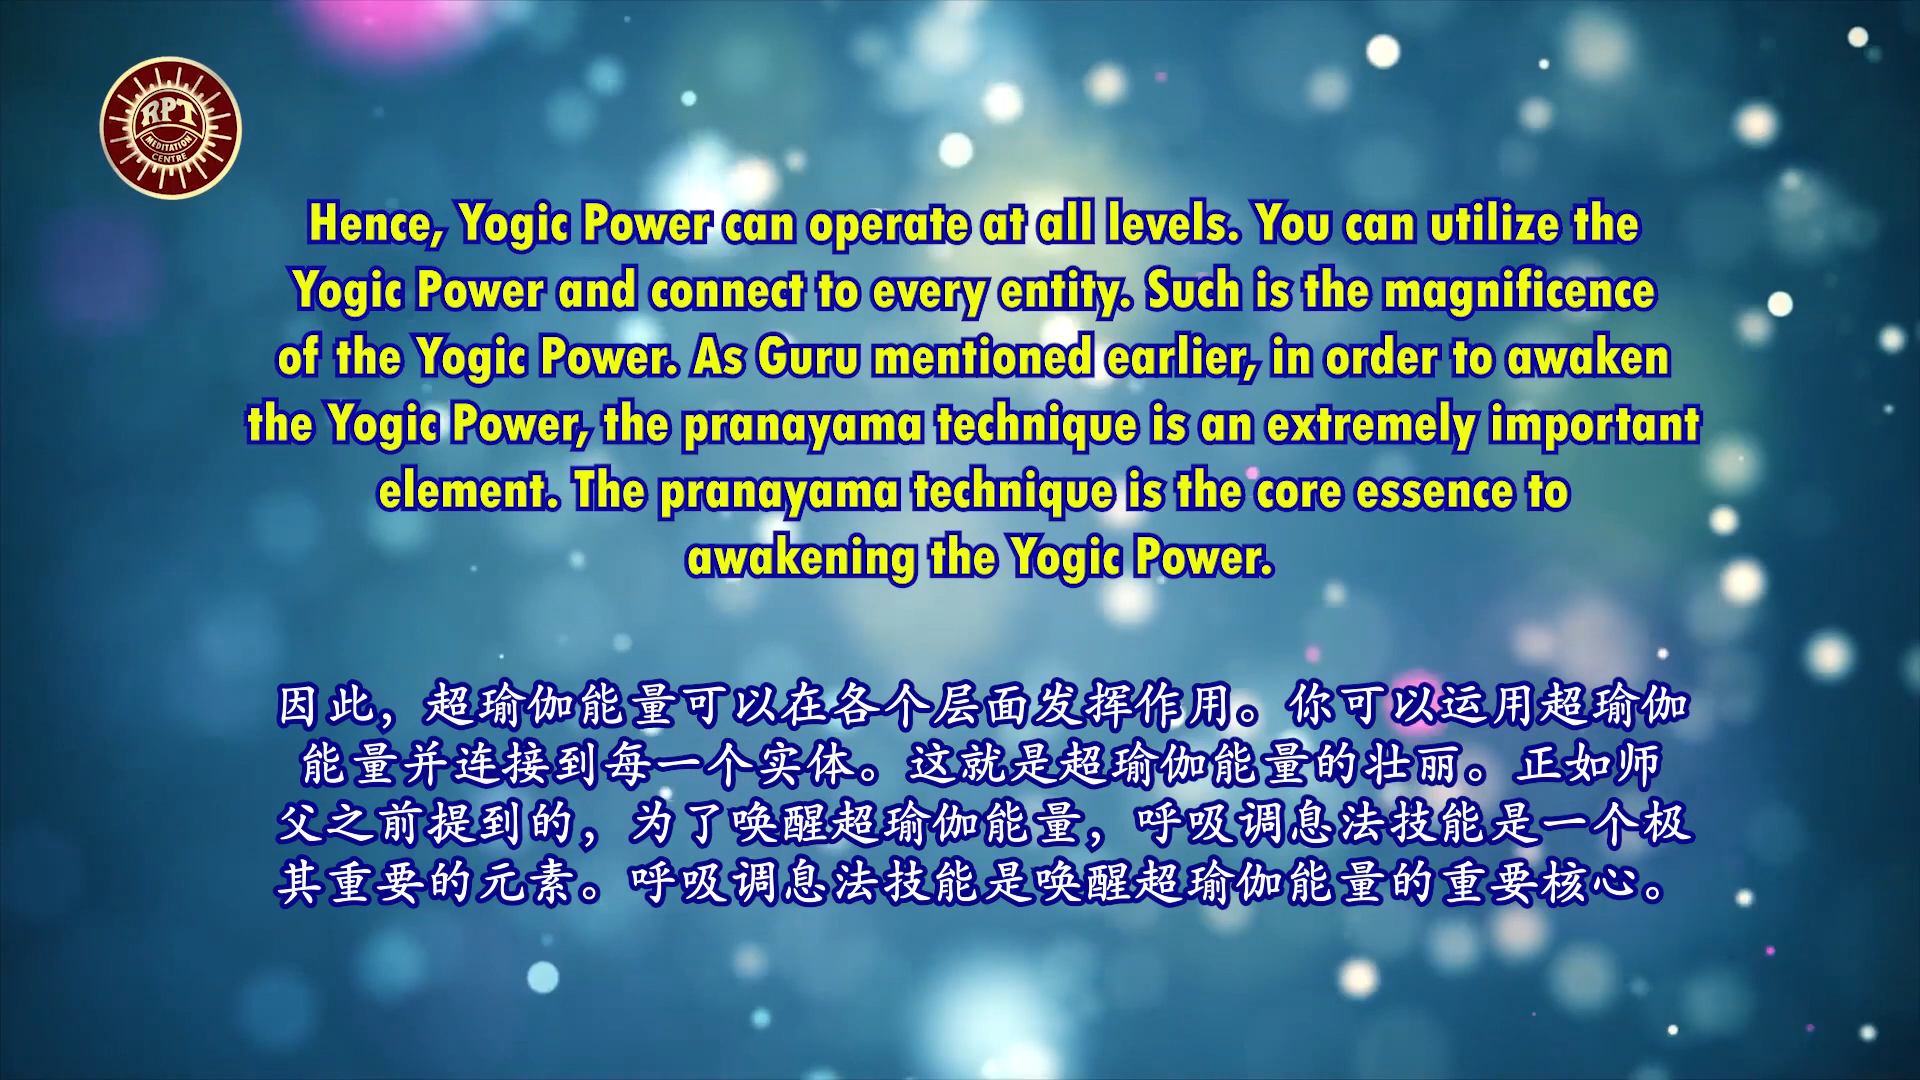 RPT
MEDITATION
CENTRE
Hence, Yogic Power can operate at all levels. You can utilize the
Yogic Power and connect to every entity. Such is the magnificence
of the Yogic Power. As Guru mentioned earlier, in order to awaken
the Yogic Power, the pranayama technique is an extremely important
element. The pranayama technique is the core essence to
awakening the Yogic Power.
因此，超瑜伽能量可以在各个层面发挥作用。你可以运用超瑜伽
能量并连接到每一个实体。这就是超瑜伽能量的壮丽。正如师
父之前提到的，为了唤醒超瑜伽能量，呼吸调息法技能是一个极
其重要的元素。呼吸调息法技能是唤醒超瑜伽能量的重要核心。